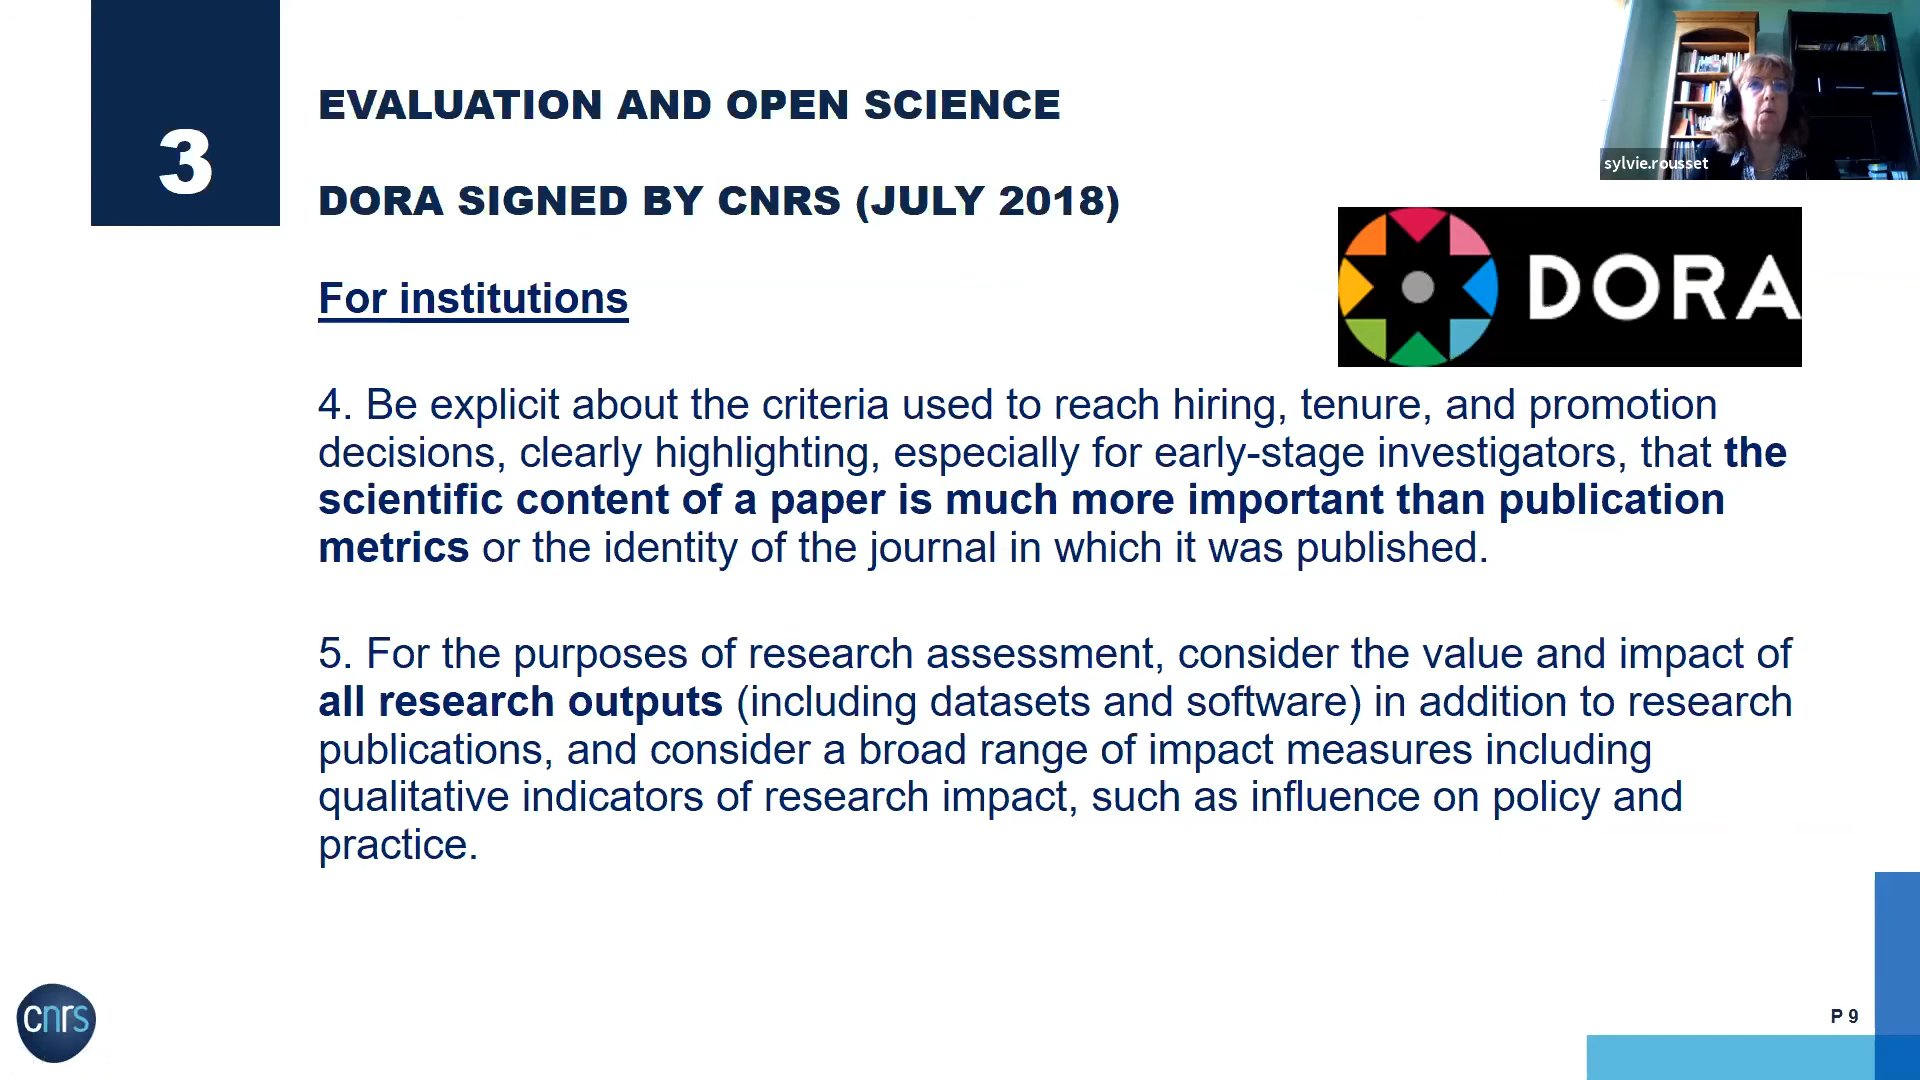 3
EVALUATION AND OPEN SCIENCE
DORA SIGNED BY CNRS (JULY 2018)
sylvie.rousset
DORA
For institutions
4. Be explicit about the criteria used to reach hiring, tenure, and promotion
decisions, clearly highlighting, especially for early-stage investigators, that the
scientific content of a paper is much more important than publication
metrics or the identity of the journal in which it was published.
5. For the purposes of research assessment, consider the value and impact of
all research outputs (including datasets and software) in addition to research
publications, and consider a broad range of impact measures including
qualitative indicators of research impact, such as influence on policy and
practice.
cnrs
P 9